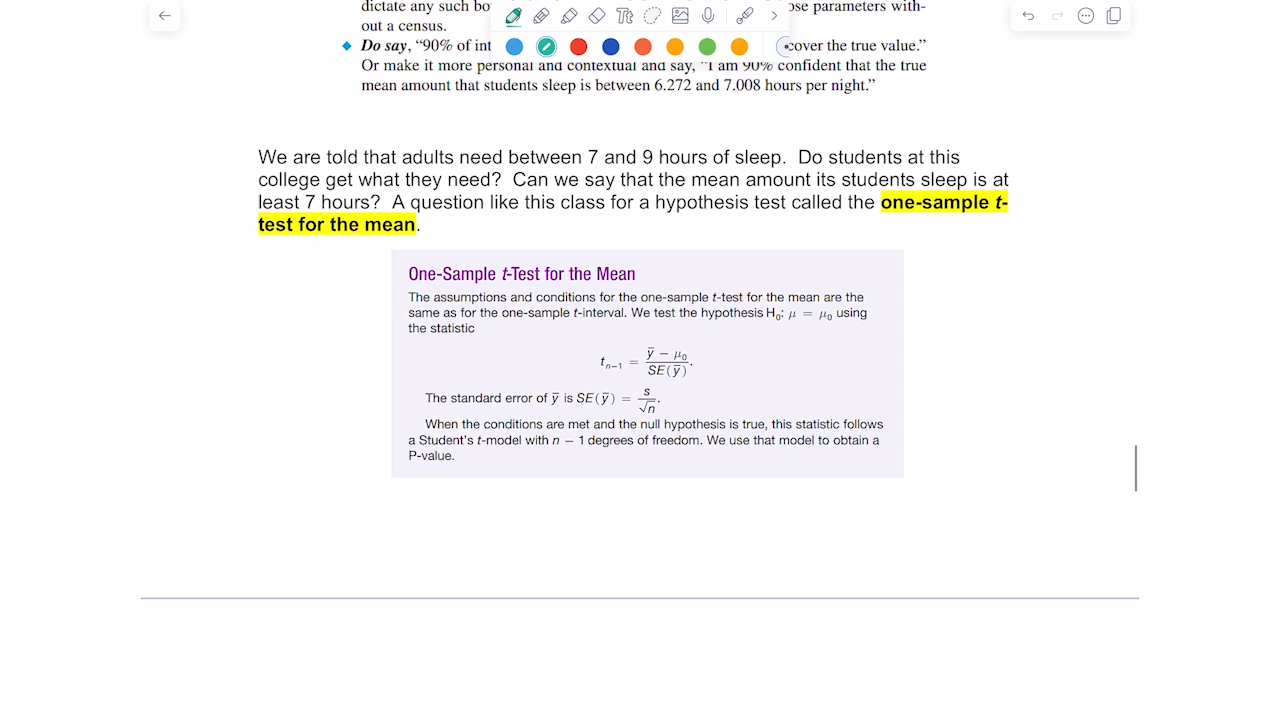 dictate any such bo ose parameters with-
out a census.
◆ Do say, “90% of int cover the true value.”
Or make it more personal and contextual and say, “I am 90% confident that the true
mean amount that students sleep is between 6.272 and 7.008 hours per night.”
We are told that adults need between 7 and 9 hours of sleep. Do students at this
college get what they need? Can we say that the mean amount its students sleep is at
least 7 hours? A question like this class for a hypothesis test called the one-sample t-
test for the mean.
One-Sample t-Test for the Mean
The assumptions and conditions for the one-sample t-test for the mean are the
same as for the one-sample t-interval. We test the hypothesis H₀: μ = μ₀ using
the statistic
tₙ₋₁ = (ȳ − μ₀) / SE(ȳ).
The standard error of ȳ is SE(ȳ) = s / √n.
When the conditions are met and the null hypothesis is true, this statistic follows
a Student’s t-model with n − 1 degrees of freedom. We use that model to obtain a
P-value.